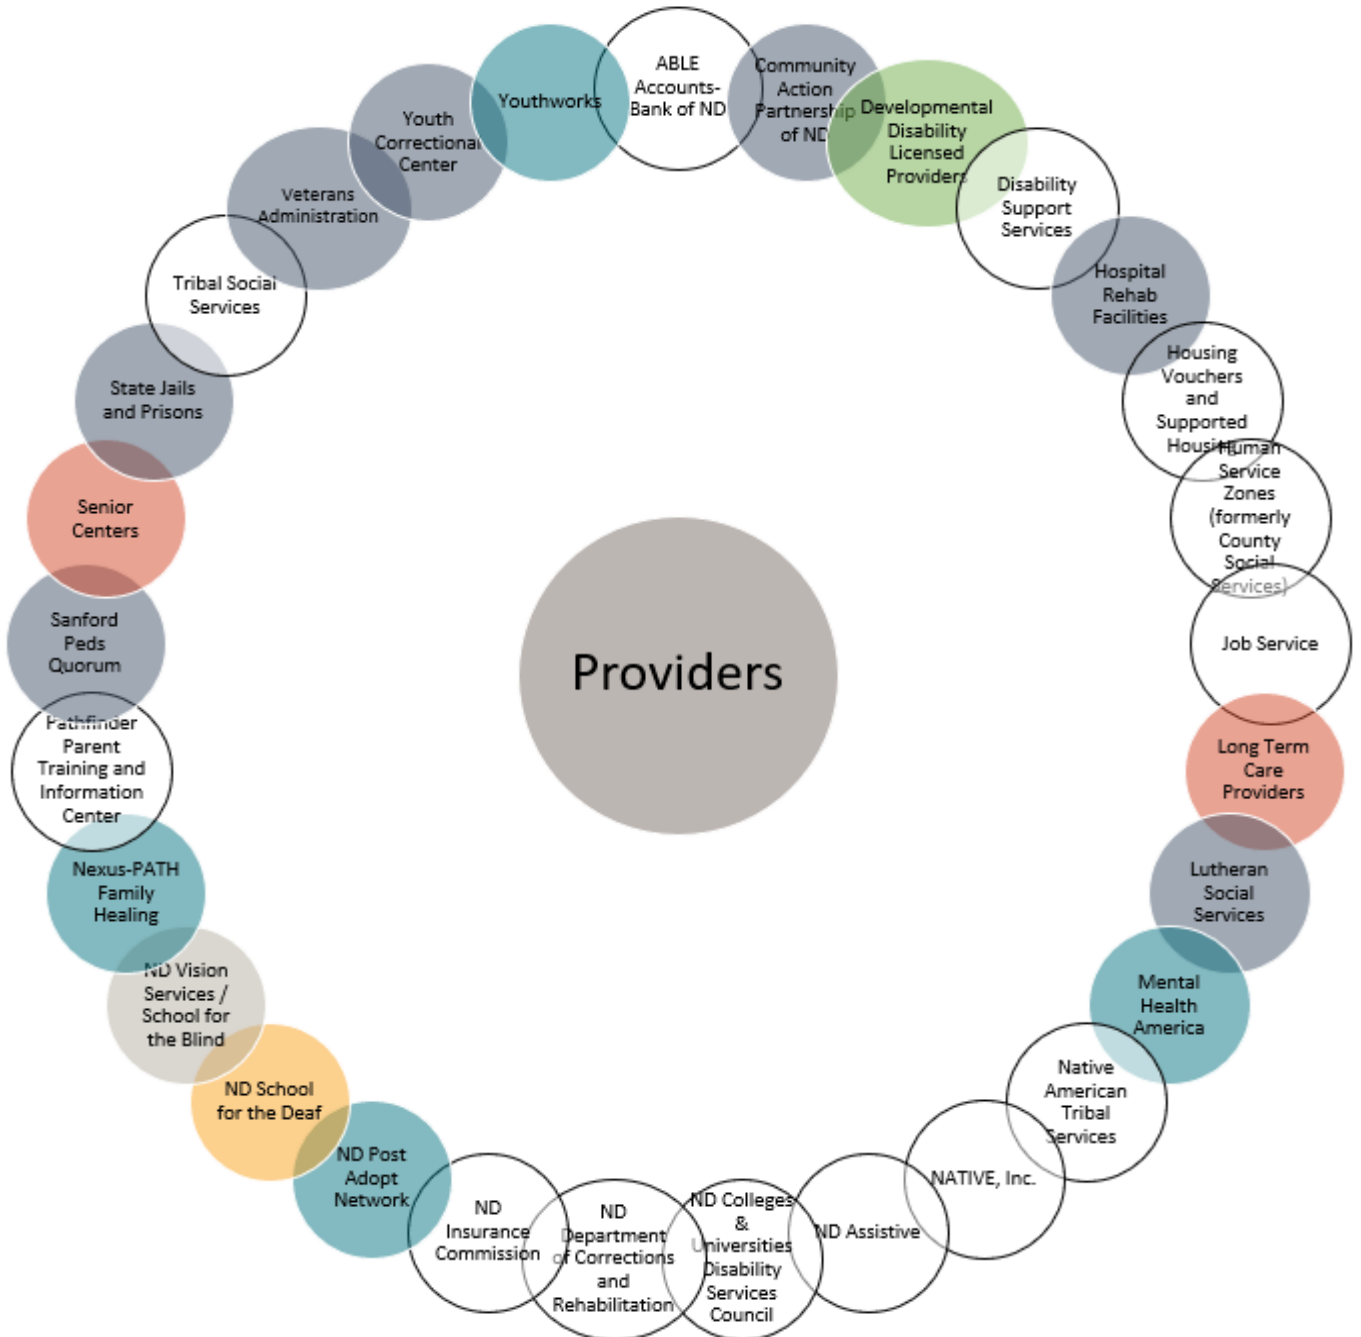 ABLE
Accounts-
Bank of ND
Community
Action
Partnership
of ND
Developmental
Disability
Licensed
Providers
Disability
Support
Services
Hospital
Rehab
Facilities
Housing
Vouchers
and
Supported
Housing
Human
Service
Zones
(formerly
County
Social
Services)
Job Service
Long Term
Care
Providers
Lutheran
Social
Services
Mental
Health
America
Native
American
Tribal
Services
NATIVE, Inc.
ND Assistive
ND Colleges
&
Universities
Disability
Services
Council
ND
Department
of Corrections
and
Rehabilitation
ND
Insurance
Commission
ND Post
Adopt
Network
ND School
for the Deaf
ND Vision
Services /
School for
the Blind
Nexus-PATH
Family
Healing
Pathfinder
Parent
Training and
Information
Center
Sanford
Peds
Quorum
Senior
Centers
State Jails
and Prisons
Tribal Social
Services
Veterans
Administration
Youth
Correctional
Center
Youthworks
Providers